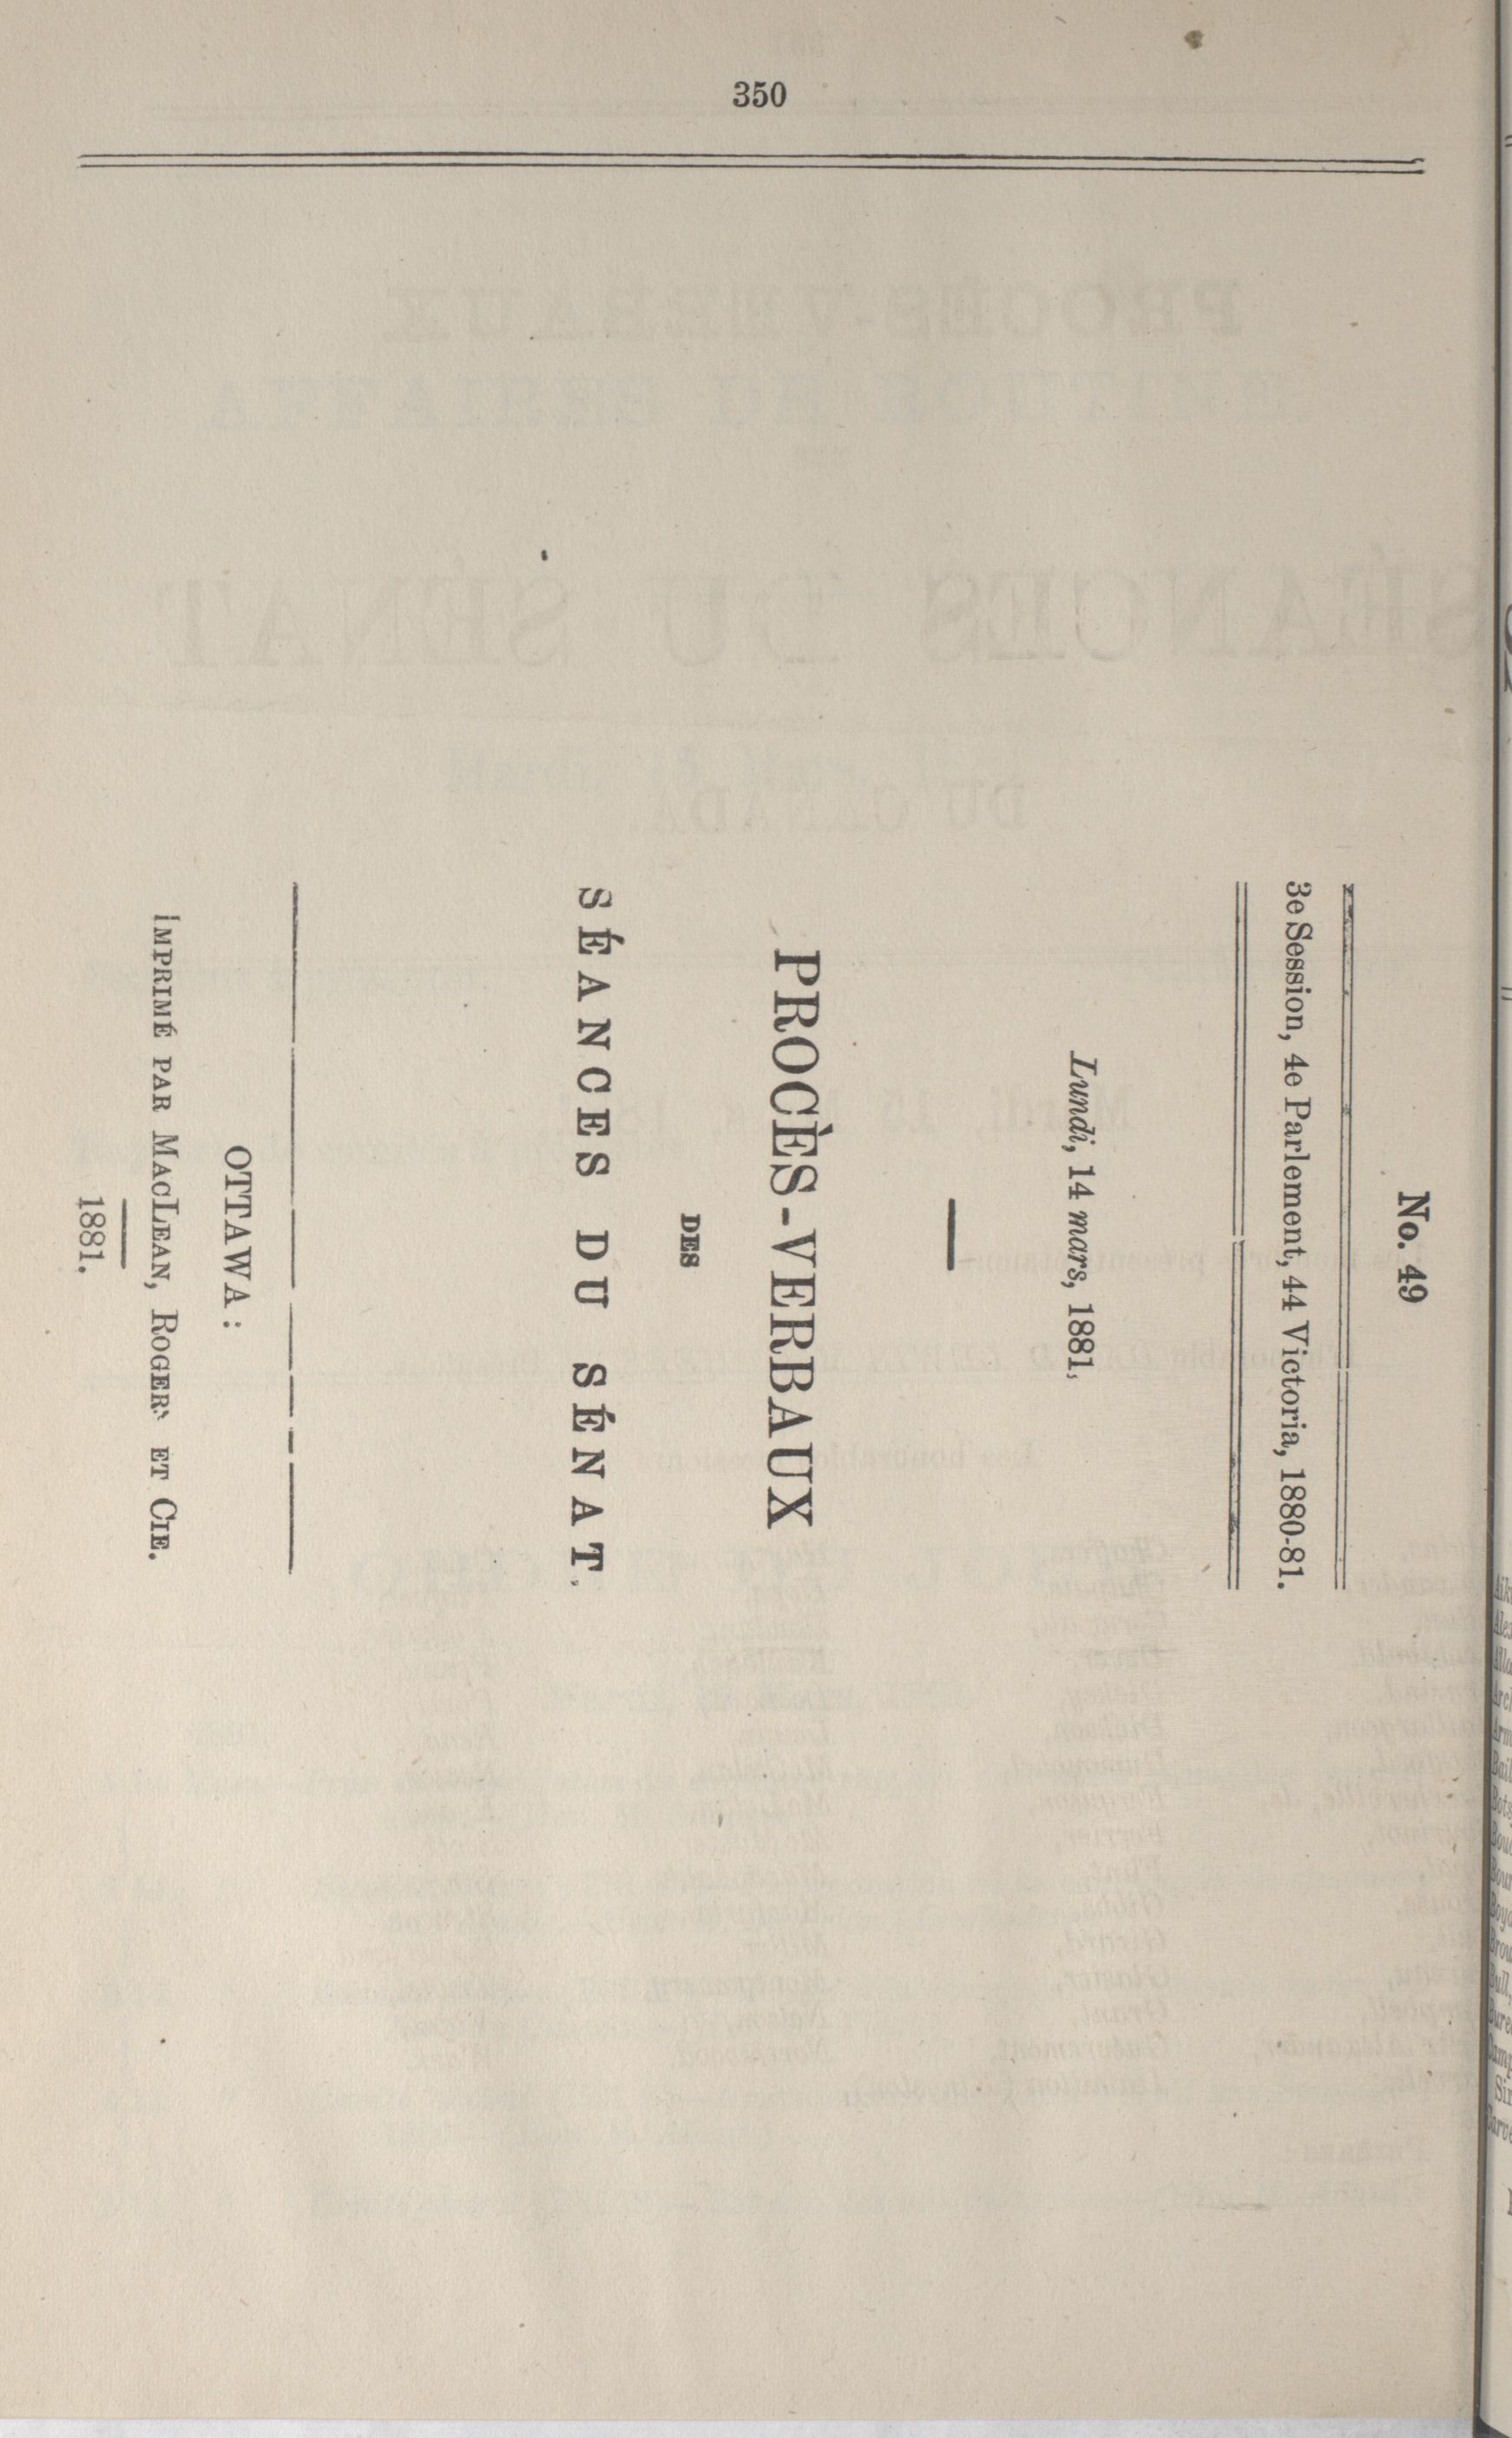 350
No. 49
3e Session, 4e Parlement, 44 Victoria, 1880-81.
Lundi, 14 mars, 1881.
PROCÈS-VERBAUX
DES
SÉANCES DU SÉNAT.
OTTAWA:
IMPRIMÉ PAR MACLEAN, ROGERS ET CIE.
1881.